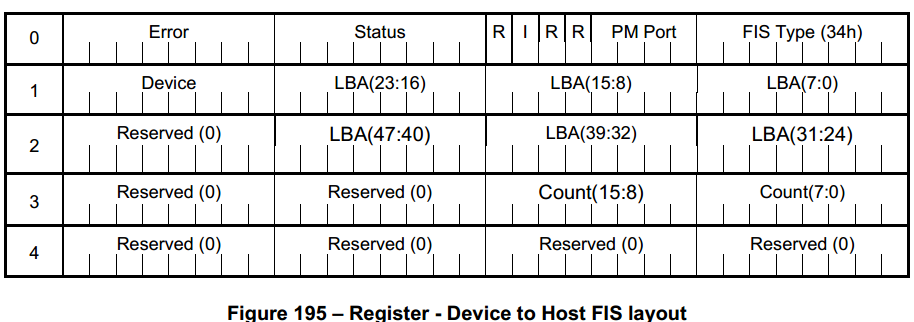 0 Error Status R I R R PM Port FIS Type (34h)
1 Device LBA(23:16) LBA(15:8) LBA(7:0)
2 Reserved (0) LBA(47:40) LBA(39:32) LBA(31:24)
3 Reserved (0) Reserved (0) Count(15:8) Count(7:0)
4 Reserved (0) Reserved (0) Reserved (0) Reserved (0)
Figure 195 – Register - Device to Host FIS layout